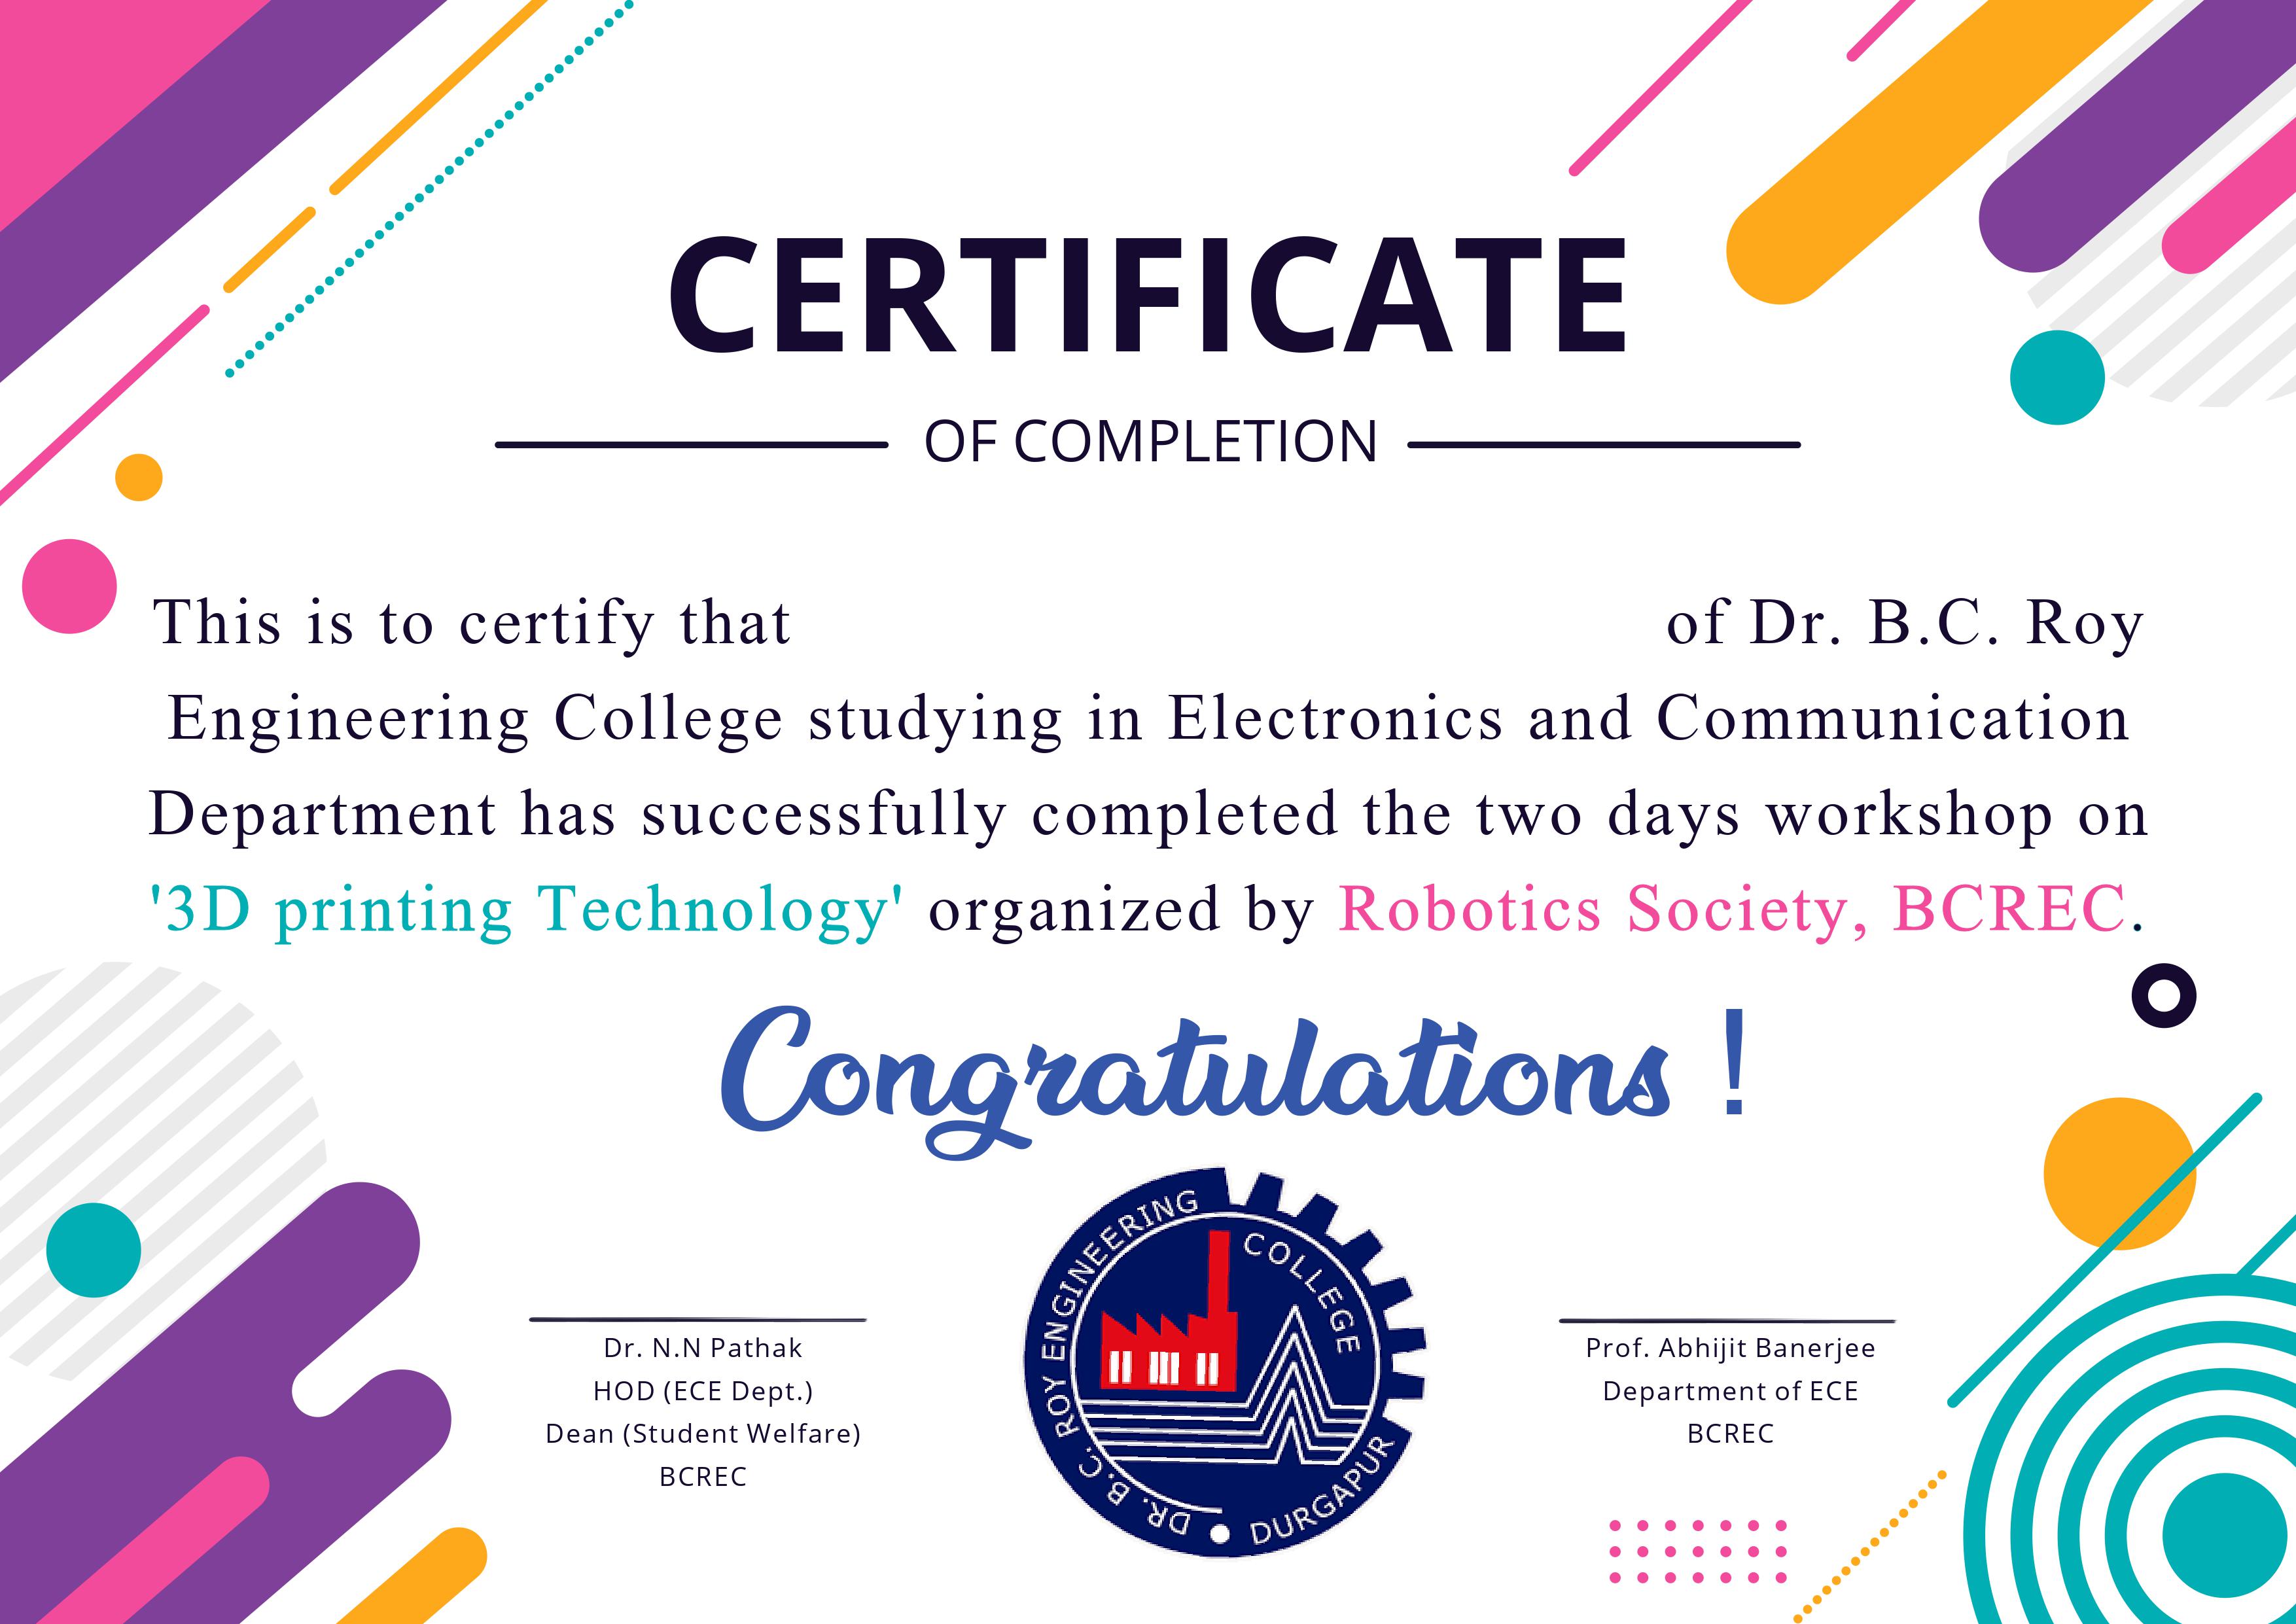 CERTIFICATE
OF COMPLETION
This is to certify that of Dr. B.C. Roy
Engineering College studying in Electronics and Communication
Department has successfully completed the two days workshop on
'3D printing Technology' organized by Robotics Society, BCREC.
Congratulations !
Dr. N.N Pathak
HOD (ECE Dept.)
Dean (Student Welfare)
BCREC
DR. B.C. ROY ENGINEERING COLLEGE
DURGAPUR
Prof. Abhijit Banerjee
Department of ECE
BCREC